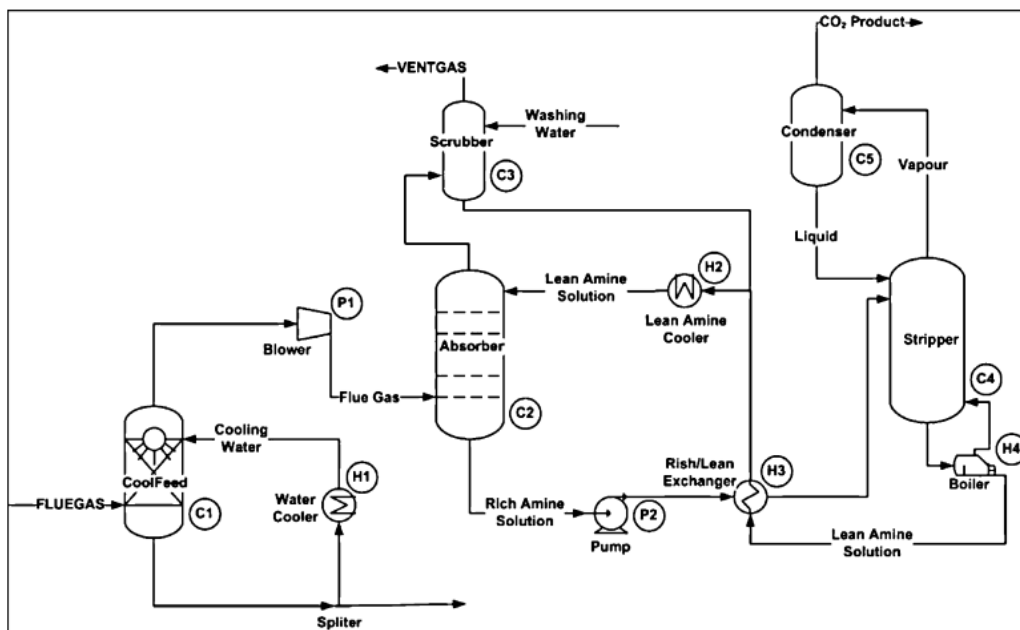 CO₂ Product
VENTGAS
Washing
Water
Scrubber
C3
Condenser
C5
Vapour
Liquid
Lean Amine
Solution
H2
Lean Amine
Cooler
P1
Blower
Absorber
Stripper
Flue Gas
C2
C4
Cooling
Water
CoolFeed
H1
Water
Cooler
FLUEGAS
C1
Rish/Lean
Exchanger
H3
H4
Boiler
Rich Amine
Solution
P2
Pump
Lean Amine
Solution
Spliter